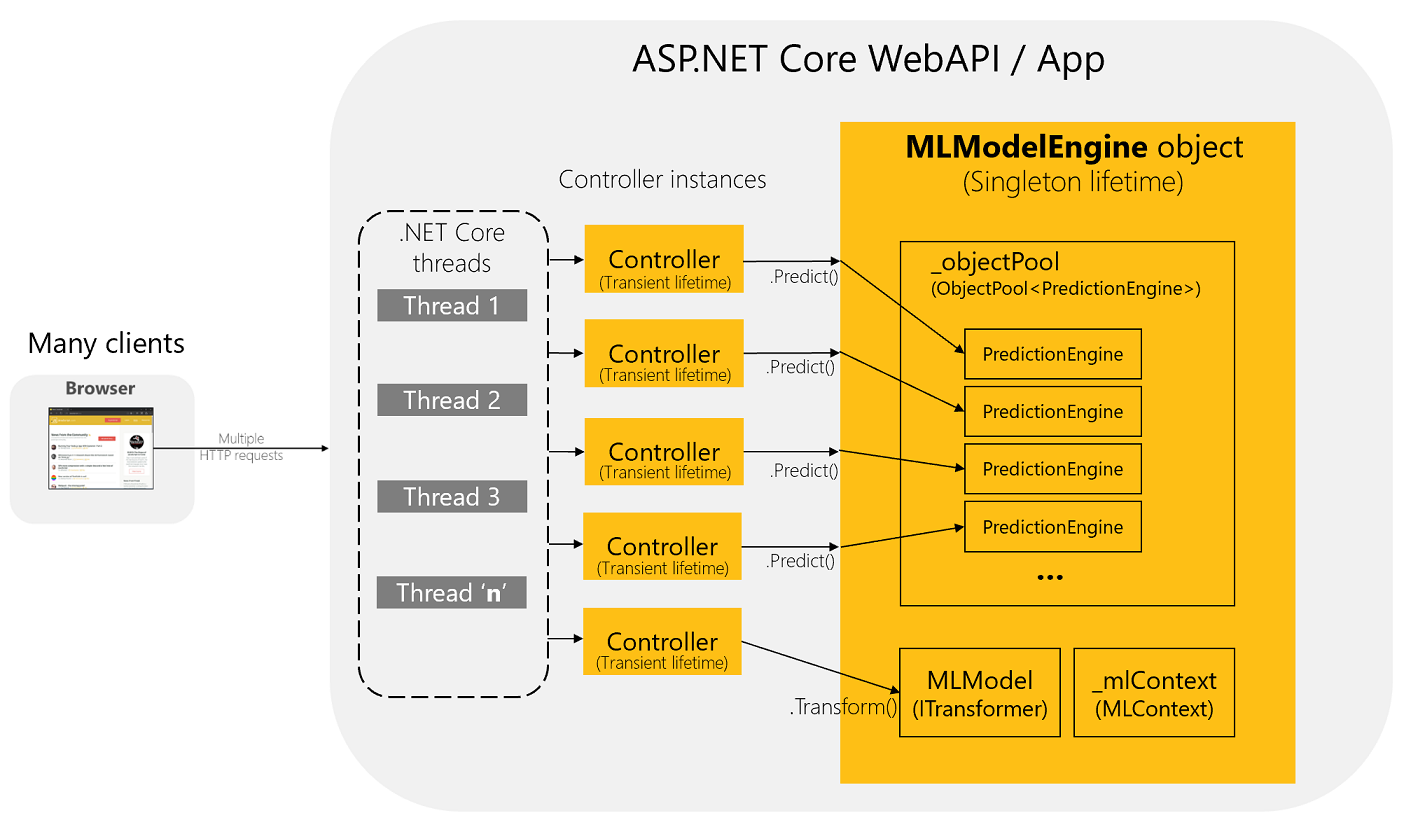 ASP.NET Core WebAPI / App
MLModelEngine object
(Singleton lifetime)
Controller instances
.NET Core
threads
Thread 1
Thread 2
Thread 3
Thread ‘n’
Many clients
Browser
Multiple
HTTP requests
Controller
(Transient lifetime)
.Predict()
Controller
(Transient lifetime)
.Predict()
Controller
(Transient lifetime)
.Predict()
Controller
(Transient lifetime)
.Predict()
Controller
(Transient lifetime)
.Transform()
_objectPool
(ObjectPool<PredictionEngine>)
PredictionEngine
PredictionEngine
PredictionEngine
PredictionEngine
...
MLModel
(ITransformer)
_mlContext
(MLContext)